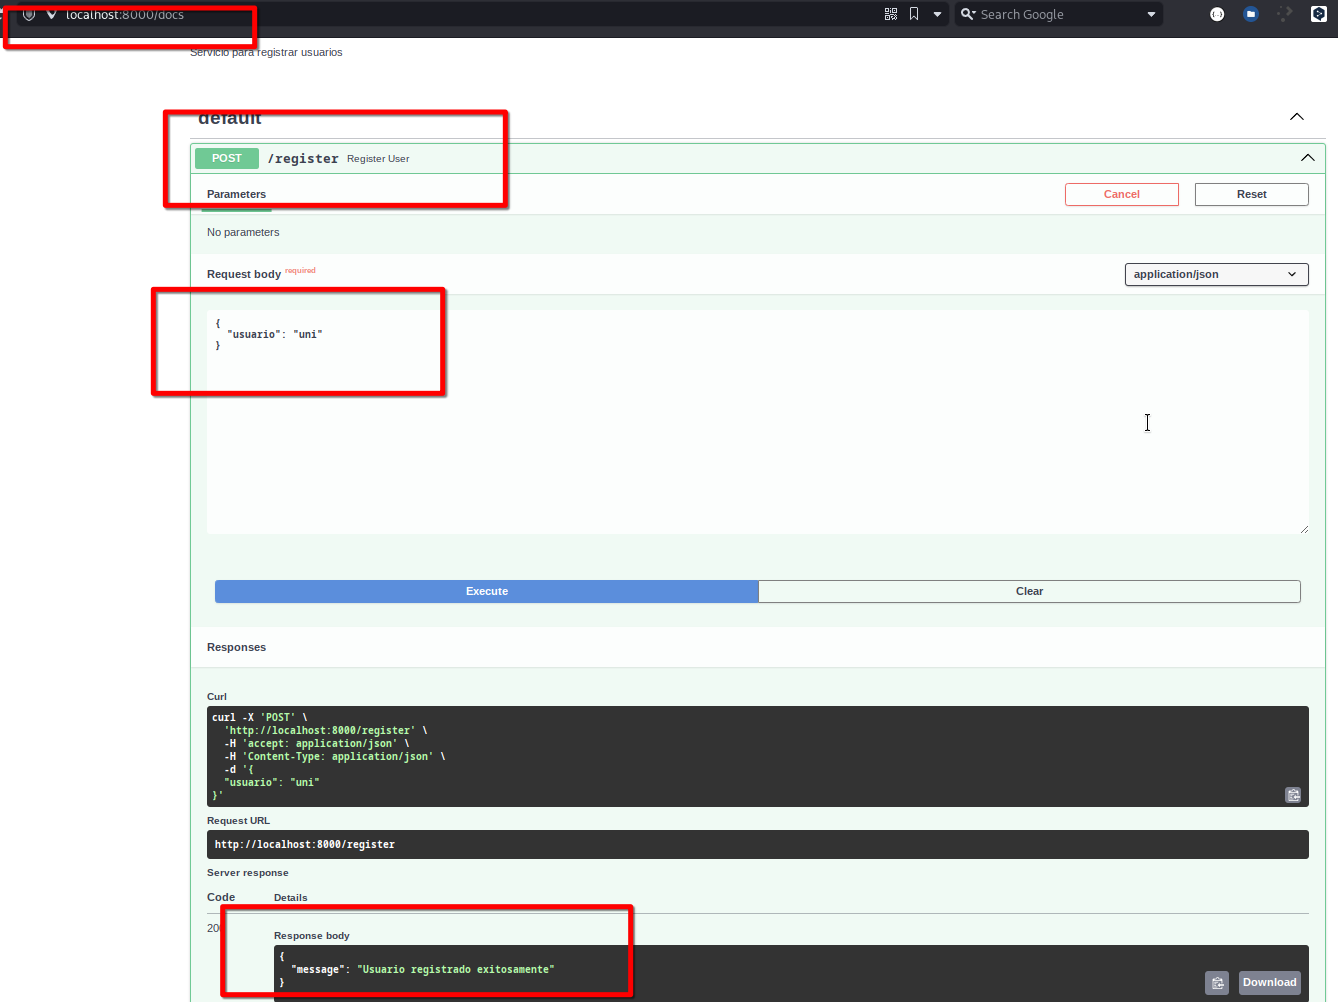 localhost:8000/docs
Search Google
Servicio para registrar usuarios
default
POST /register Register User
Parameters
Cancel
Reset
No parameters
Request body required
application/json
{
"usuario": "uni"
}
Execute
Clear
Responses
Curl
curl -X 'POST' \
'http://localhost:8000/register' \
-H 'accept: application/json' \
-H 'Content-Type: application/json' \
-d '{
"usuario": "uni"
}'
Request URL
http://localhost:8000/register
Server response
Code Details
Response body
{
"message": "Usuario registrado exitosamente"
}
Download